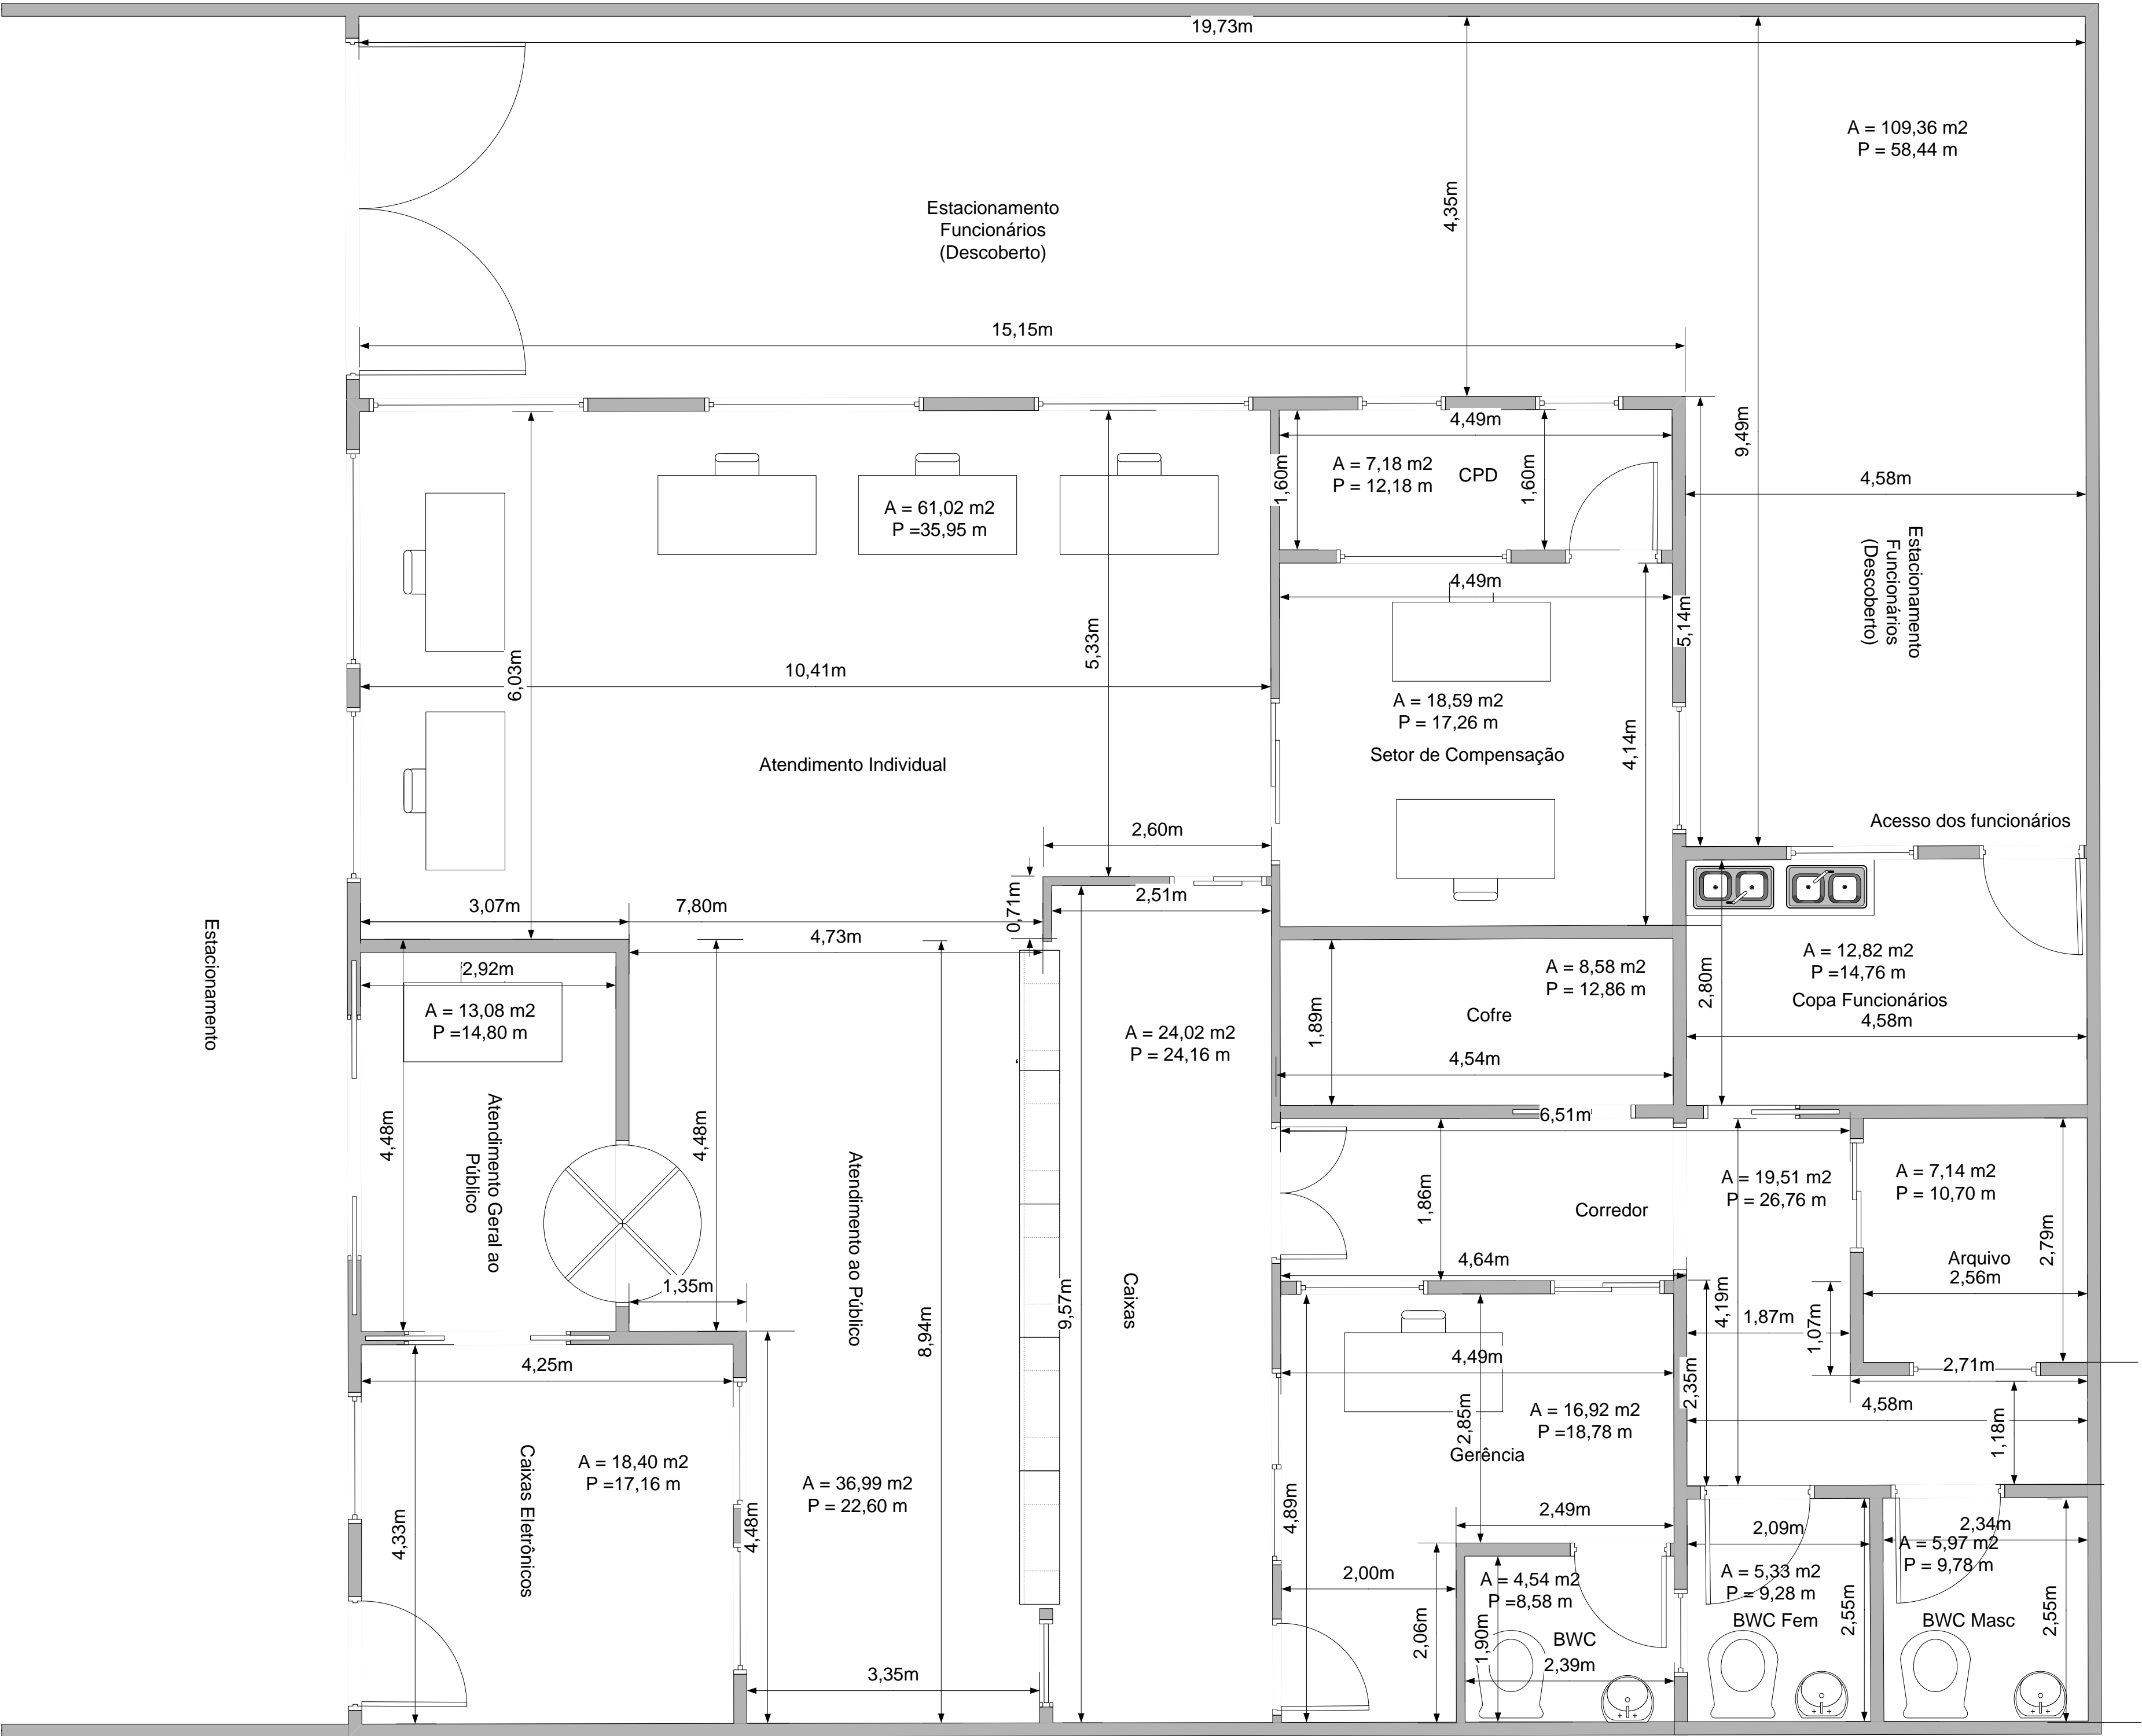 19,73m
A = 109,36 m2
P = 58,44 m
4,35m
Estacionamento
Funcionários
(Descoberto)
15,15m
9,49m
4,49m
1,60m
A = 7,18 m2
P = 12,18 m
CPD
1,60m
4,58m
Estacionamento
Funcionários
(Descoberto)
A = 61,02 m2
P =35,95 m
4,49m
5,14m
5,33m
6,03m
10,41m
A = 18,59 m2
P = 17,26 m
Setor de Compensação
4,14m
Atendimento Individual
Acesso dos funcionários
2,60m
0,71m
2,51m
3,07m
7,80m
4,73m
Estacionamento
2,92m
A = 13,08 m2
P =14,80 m
A = 8,58 m2
P = 12,86 m
Cofre
1,89m
4,54m
2,80m
A = 12,82 m2
P =14,76 m
Copa Funcionários
4,58m
A = 24,02 m2
P = 24,16 m
4,48m
Atendimento Geral ao
Público
4,48m
Atendimento ao Público
6,51m
1,86m
Corredor
A = 19,51 m2
P = 26,76 m
A = 7,14 m2
P = 10,70 m
2,79m
Arquivo
2,56m
4,64m
1,35m
8,94m
9,57m
Caixas
4,19m
1,87m
1,07m
4,25m
4,49m
2,35m
2,71m
4,58m
1,18m
2,85m
A = 16,92 m2
P =18,78 m
Gerência
Caixas Eletrônicos
A = 18,40 m2
P =17,16 m
A = 36,99 m2
P = 22,60 m
4,33m
4,48m
4,89m
2,49m
2,00m
2,09m
2,34m
A = 5,97 m2
P = 9,78 m
A = 4,54 m2
P =8,58 m
A = 5,33 m2
P = 9,28 m
2,06m
1,90m
BWC
2,39m
BWC Fem
2,55m
BWC Masc
2,55m
3,35m